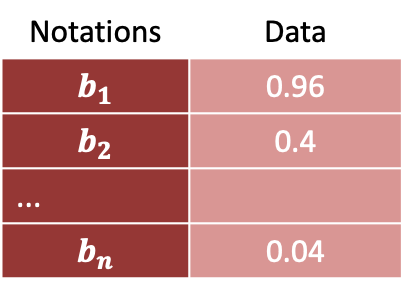 Notations Data
b₁ 0.96
b₂ 0.4
...
bₙ 0.04